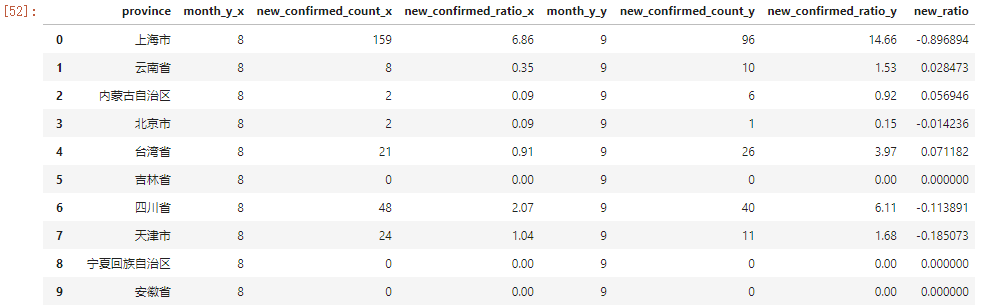 [52]:
province month_y_x new_confirmed_count_x new_confirmed_ratio_x month_y_y new_confirmed_count_y new_confirmed_ratio_y new_ratio
0 上海市 8 159 6.86 9 96 14.66 -0.896894
1 云南省 8 8 0.35 9 10 1.53 0.028473
2 内蒙古自治区 8 2 0.09 9 6 0.92 0.056946
3 北京市 8 2 0.09 9 1 0.15 -0.014236
4 台湾省 8 21 0.91 9 26 3.97 0.071182
5 吉林省 8 0 0.00 9 0 0.00 0.000000
6 四川省 8 48 2.07 9 40 6.11 -0.113891
7 天津市 8 24 1.04 9 11 1.68 -0.185073
8 宁夏回族自治区 8 0 0.00 9 0 0.00 0.000000
9 安徽省 8 0 0.00 9 0 0.00 0.000000